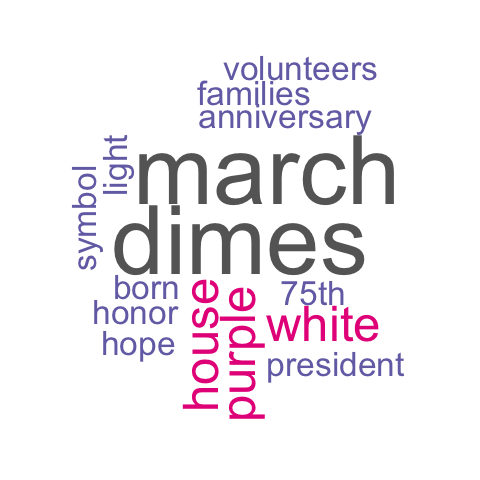 volunteers
families
anniversary
light
march
symbol
dimes
born
house
purple
75th
honor
white
hope
president